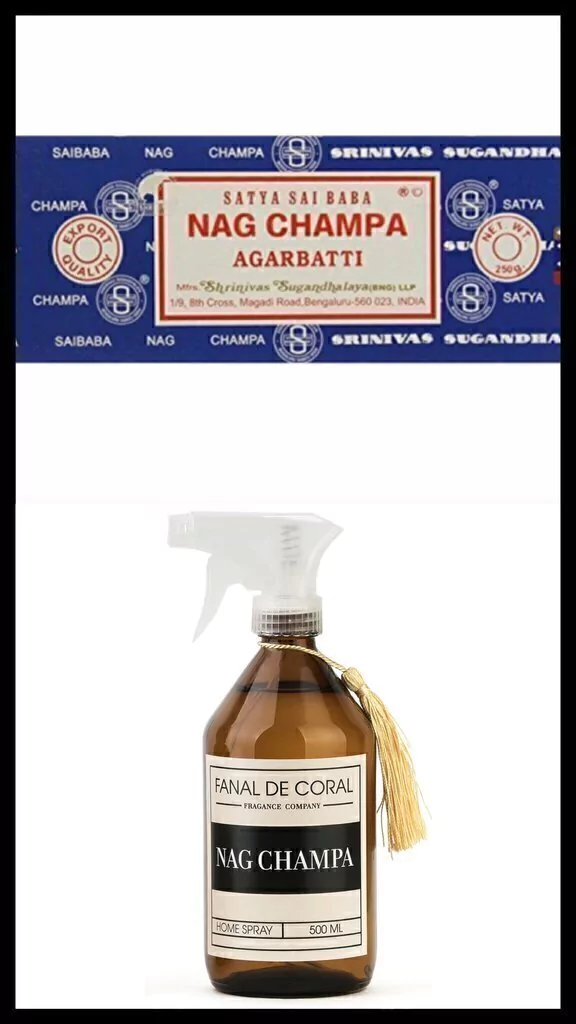 SAIBABA NAG CHAMPA SRINIVAS SUGANDHA
CHAMPA SATYA
SATYA SAI BABA ®©
NAG CHAMPA
AGARBATTI
Mfrs. Shrinivas Sugandhalaya (BNG) LLP
1/9, 8th Cross, Magadi Road, Bengaluru-560 023, INDIA
EXPORT
QUALITY
NET. WT.
250g.
CHAMPA SATYA
SAIBABA NAG CHAMPA SRINIVAS SUGANDHA
FANAL DE CORAL
FRAGANCE COMPANY
NAG CHAMPA
HOME SPRAY 500 ML